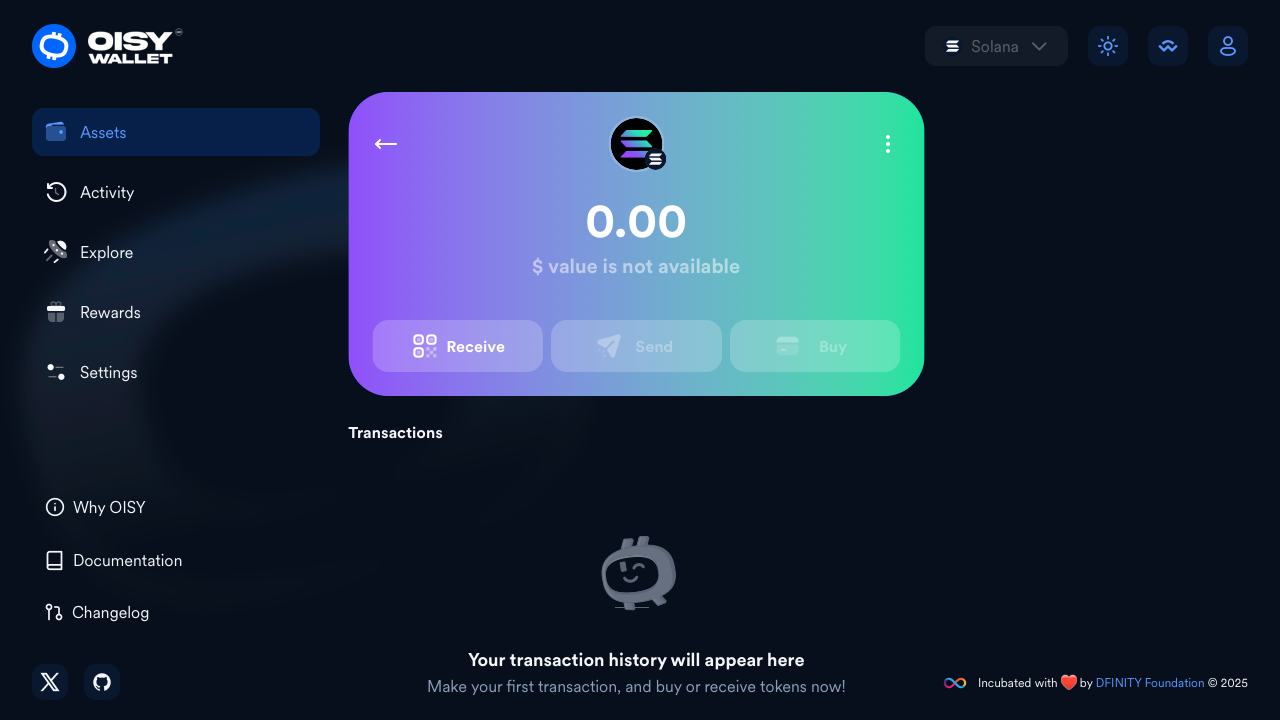 OISY
WALLET
Solana
Assets
Activity
Explore
Rewards
Settings
Why OISY
Documentation
Changelog
0.00
$ value is not available
Receive
Send
Buy
Transactions
Your transaction history will appear here
Make your first transaction, and buy or receive tokens now!
Incubated with ❤️ by DFINITY Foundation © 2025